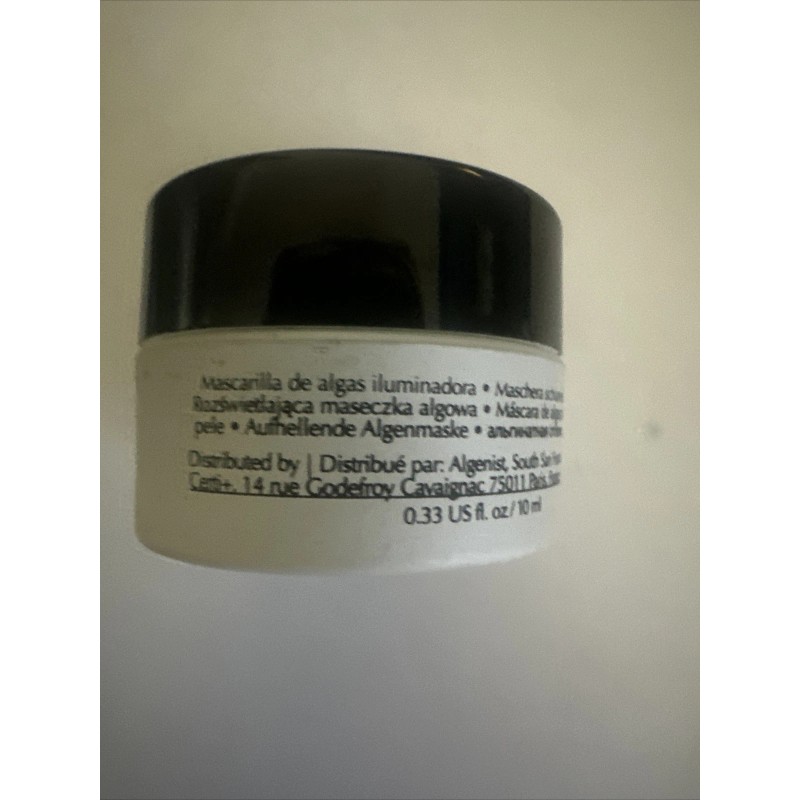 Mascarilla de algas iluminadora • Maschera
Rozświetlająca maseczka algowa • Máscara de
pele • Aufhellende Algenmaske •
Distributed by | Distribué par: Algenist, South San
Certi+, 14 rue Godefroy Cavaignac 75011 Paris,
0.33 US fl. oz / 10 ml